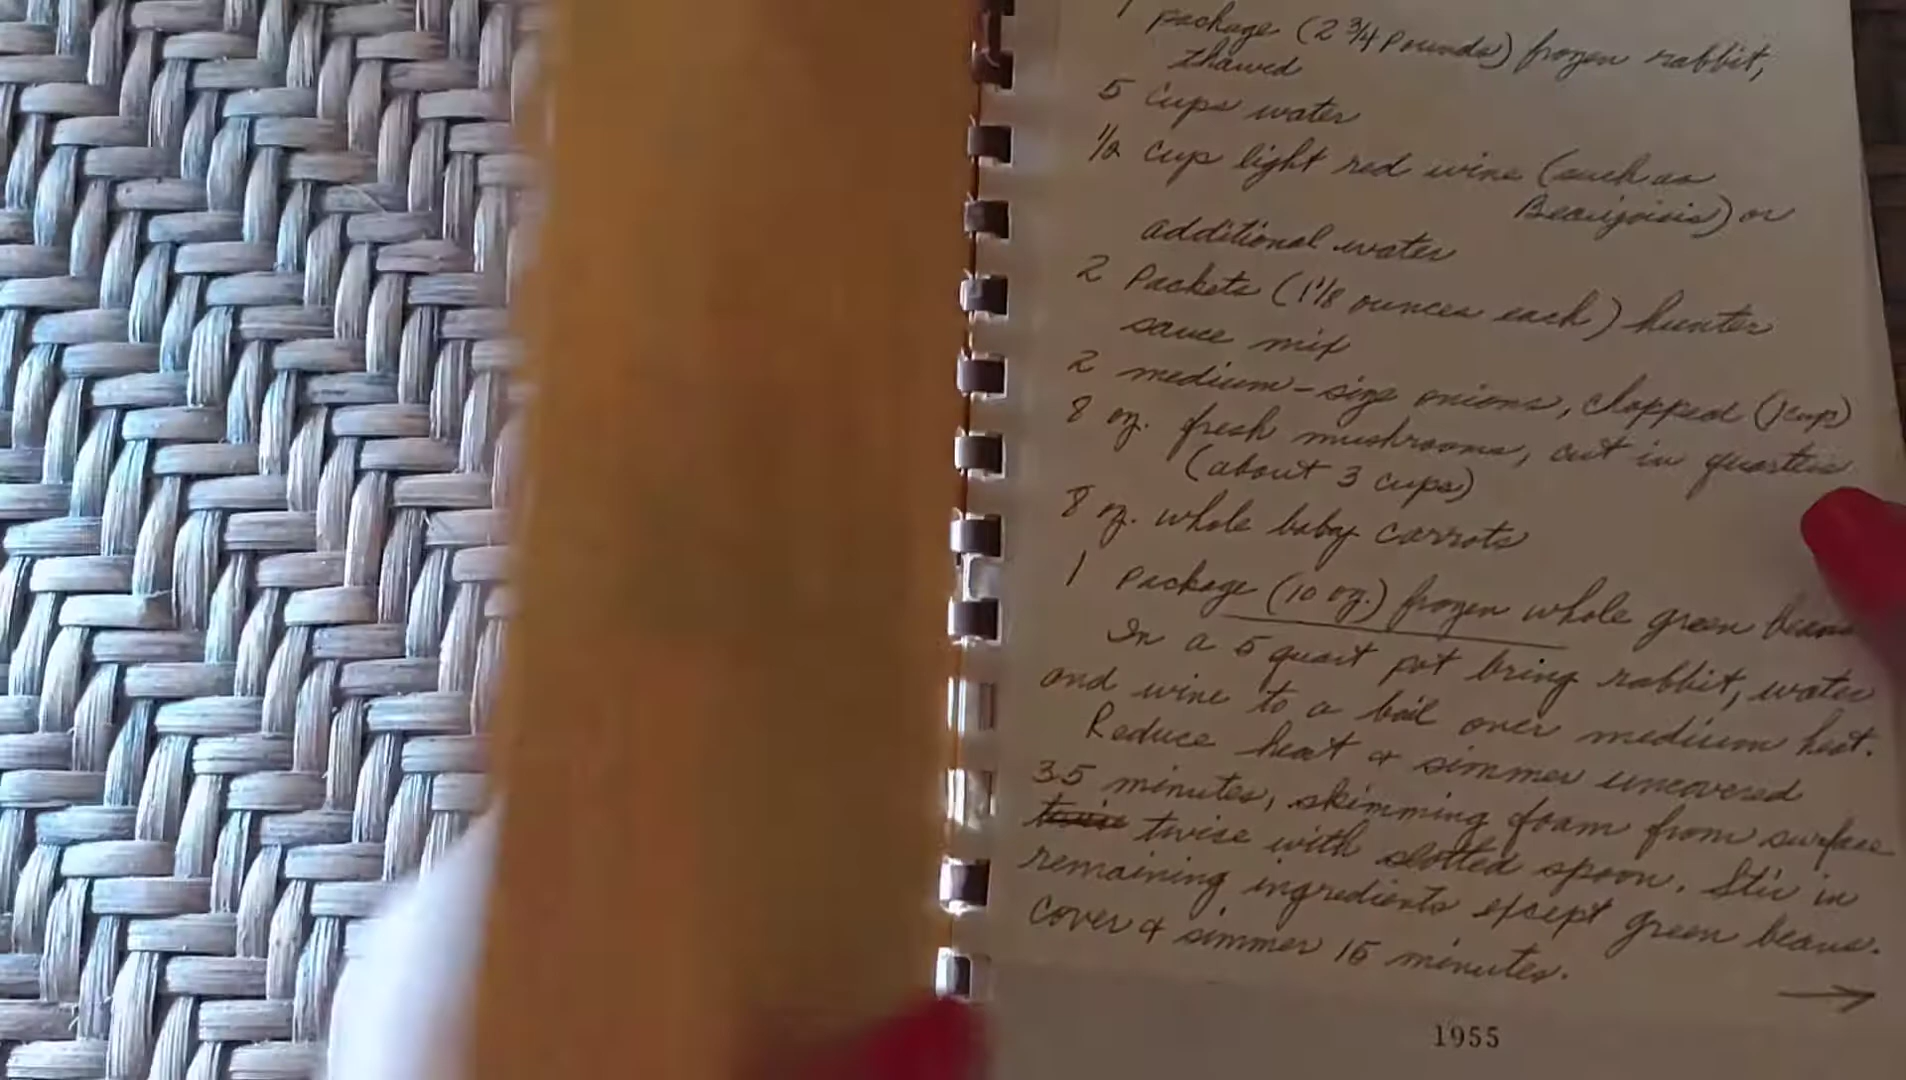 1 package (2 3/4 Pounds) frozen rabbit,
thawed
5 Cups water
1/2 cup light red wine (such as
Beaujoisis) or
additional water
2 Packets (1 1/8 ounces each) hunter
sauce mix
2 medium-size onions, chopped (1 cup)
8 oz. fresh mushrooms, cut in quarters
(about 3 cups)
8 oz. whole baby carrots
1 Package (10 oz.) frozen whole green beans
In a 5 quart pot bring rabbit, water
and wine to a boil over medium heat.
Reduce heat & simmer uncovered
35 minutes, skimming foam from surface
twise with slotted spoon. Stir in
remaining ingredients except green beans.
Cover & simmer 15 minutes.
→
1955